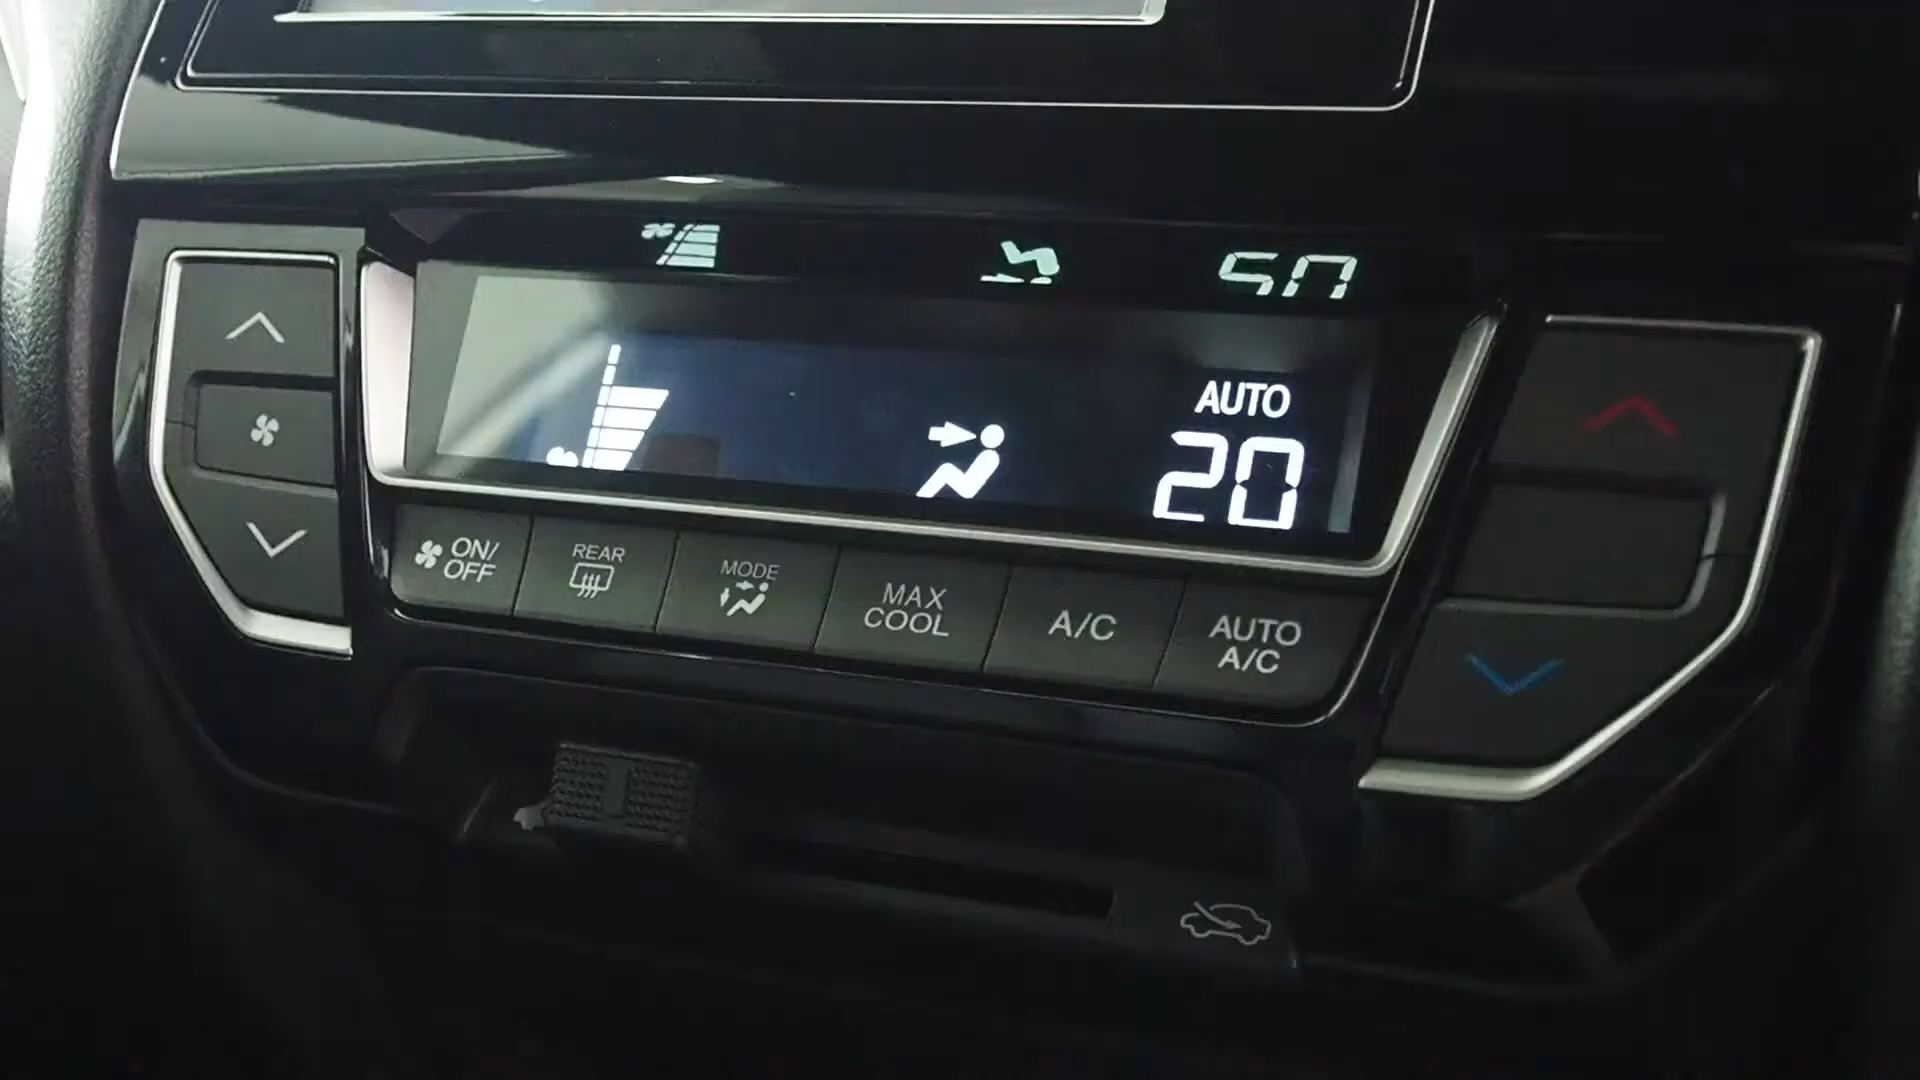 AUTO
20
ON/
OFF
REAR
MODE
MAX
COOL
A/C
AUTO
A/C